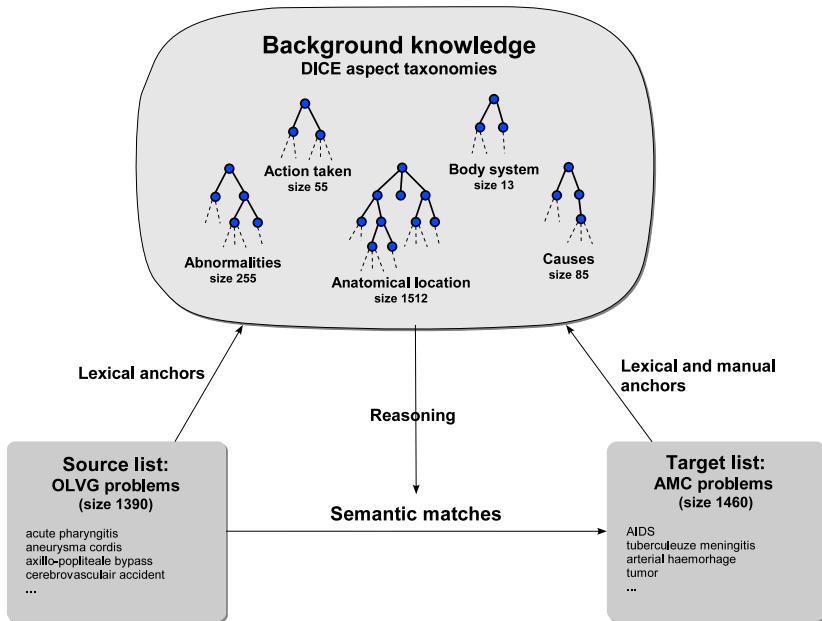 Background knowledge
DICE aspect taxonomies
Action taken
size 55
Body system
size 13
Abnormalities
size 255
Anatomical location
size 1512
Causes
size 85
Lexical anchors
Reasoning
Lexical and manual
anchors
Source list:
OLVG problems
(size 1390)
acute pharyngitis
aneurysma cordis
axillo-popliteale bypass
cerebrovasculair accident
...
Semantic matches
Target list:
AMC problems
(size 1460)
AIDS
tuberculeuze meningitis
arterial haemorhage
tumor
...